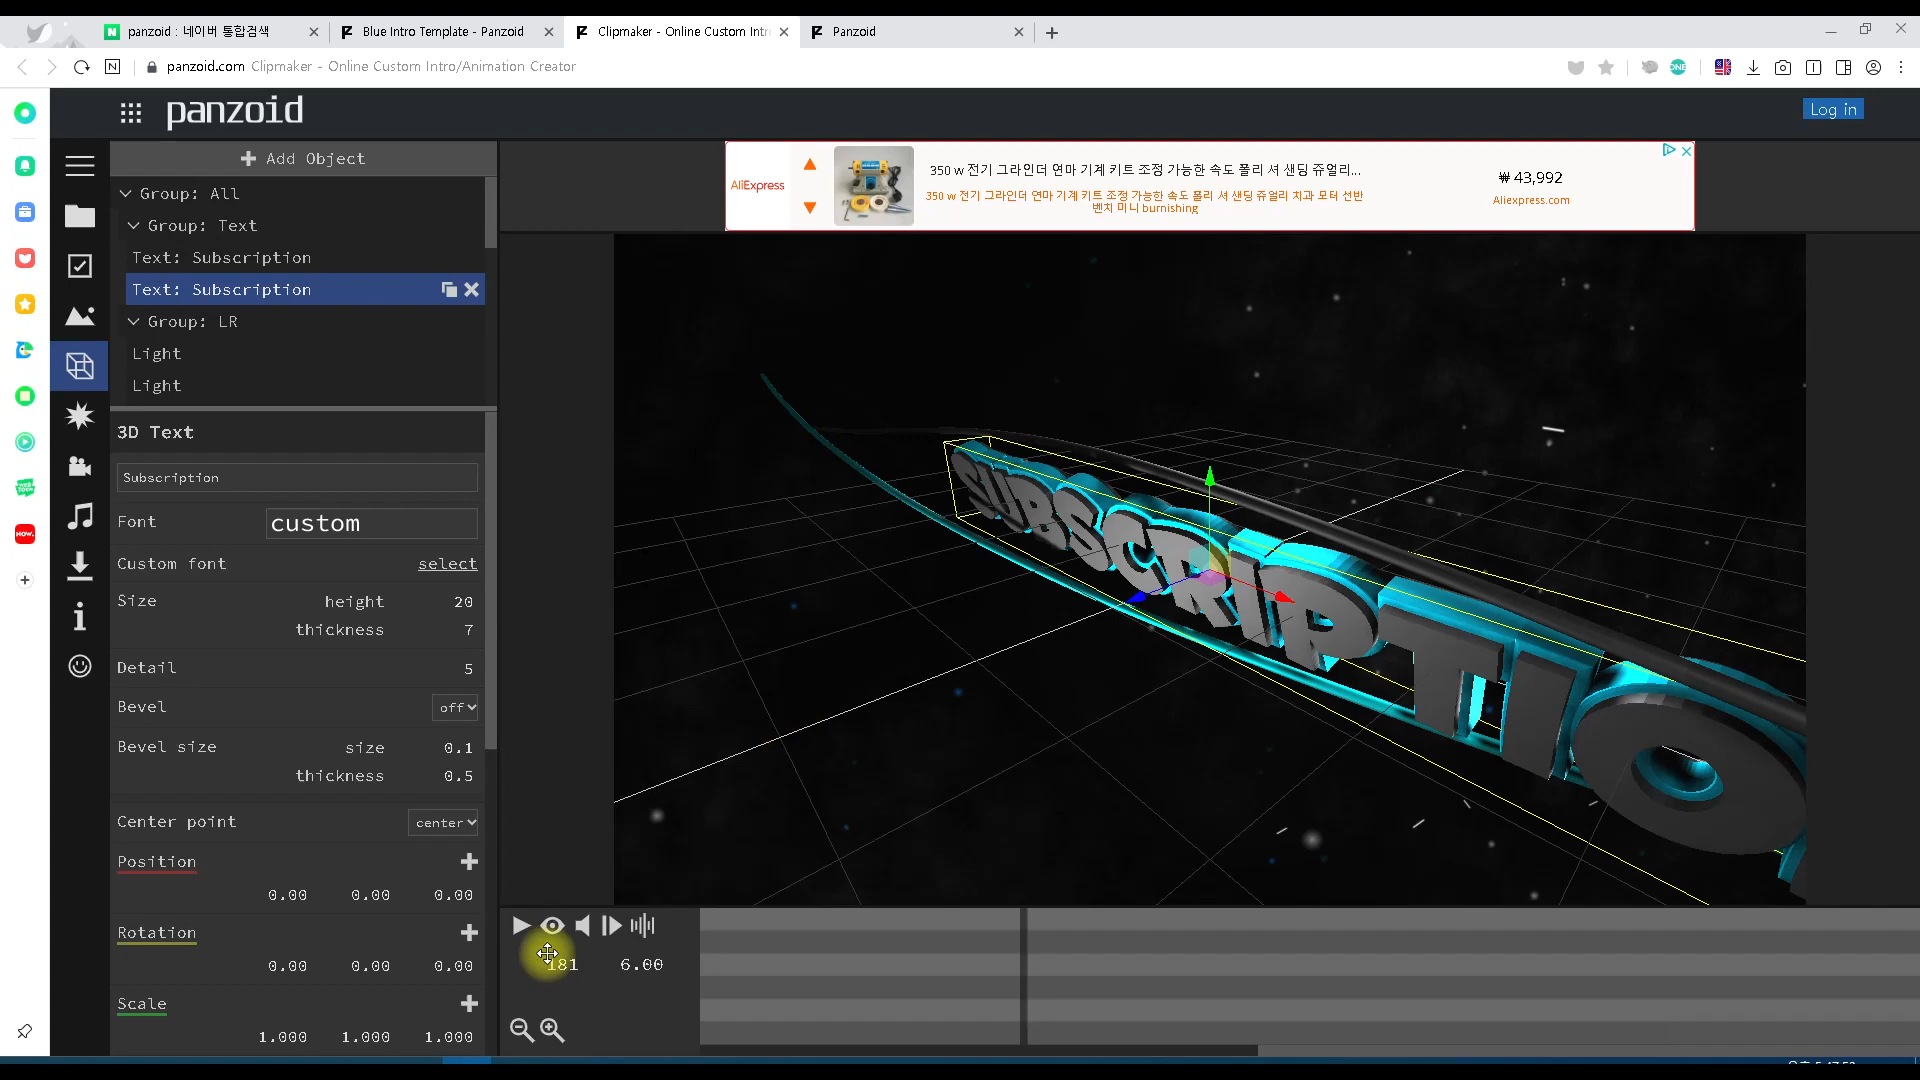 panzoid : 네이버 통합검색
Blue Intro Template - Panzoid
Clipmaker - Online Custom Intr
Panzoid
N
panzoid.com Clipmaker - Online Custom Intro/Animation Creator
ONE
panzoid
Log in
Add Object
Group: All
Group: Text
Text: Subscription
Text: Subscription
Group: LR
Light
Light
AliExpress
350 w 전기 그라인더 연마 기계 키트 조정 가능한 속도 폴리 셔 샌딩 쥬얼리...
350 w 전기 그라인더 연마 기계 키트 조정 가능한 속도 폴리 셔 샌딩 쥬얼리 치과 모터 선반
벤치 미니 burnishing
₩ 43,992
Aliexpress.com
3D Text
Subscription
Font custom
Custom font select
Size height 20
thickness 7
Detail 5
Bevel off
Bevel size size 0.1
thickness 0.5
Center point center
Position
0.00 0.00 0.00
Rotation
0.00 0.00 0.00
Scale
1.000 1.000 1.000
SUBSCRIPTIO
181 6.00
NOW.